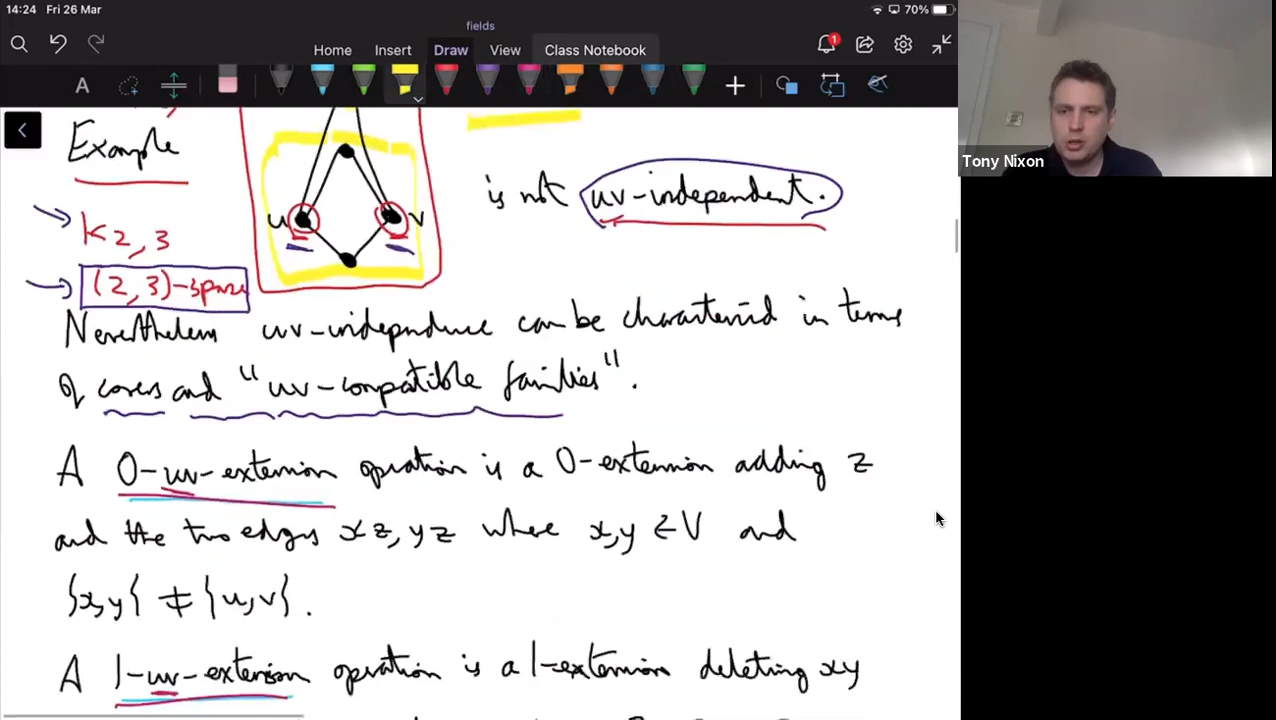 14:24 Fri 26 Mar
70%
fields
Home Insert Draw View Class Notebook
1
A
Tony Nixon
Example
u v
is not uv-independent.
K2,3
(2,3)-sparse
Nevertheless uv-independence can be characterised in terms
of covers and "uv-compatible families".
A 0-uv-extension operation is a 0-extension adding z
and the two edges xz, yz where x,y ∈ V and
{x,y} ≠ {u,v}.
A 1-uv-extension operation is a 1-extension deleting xy